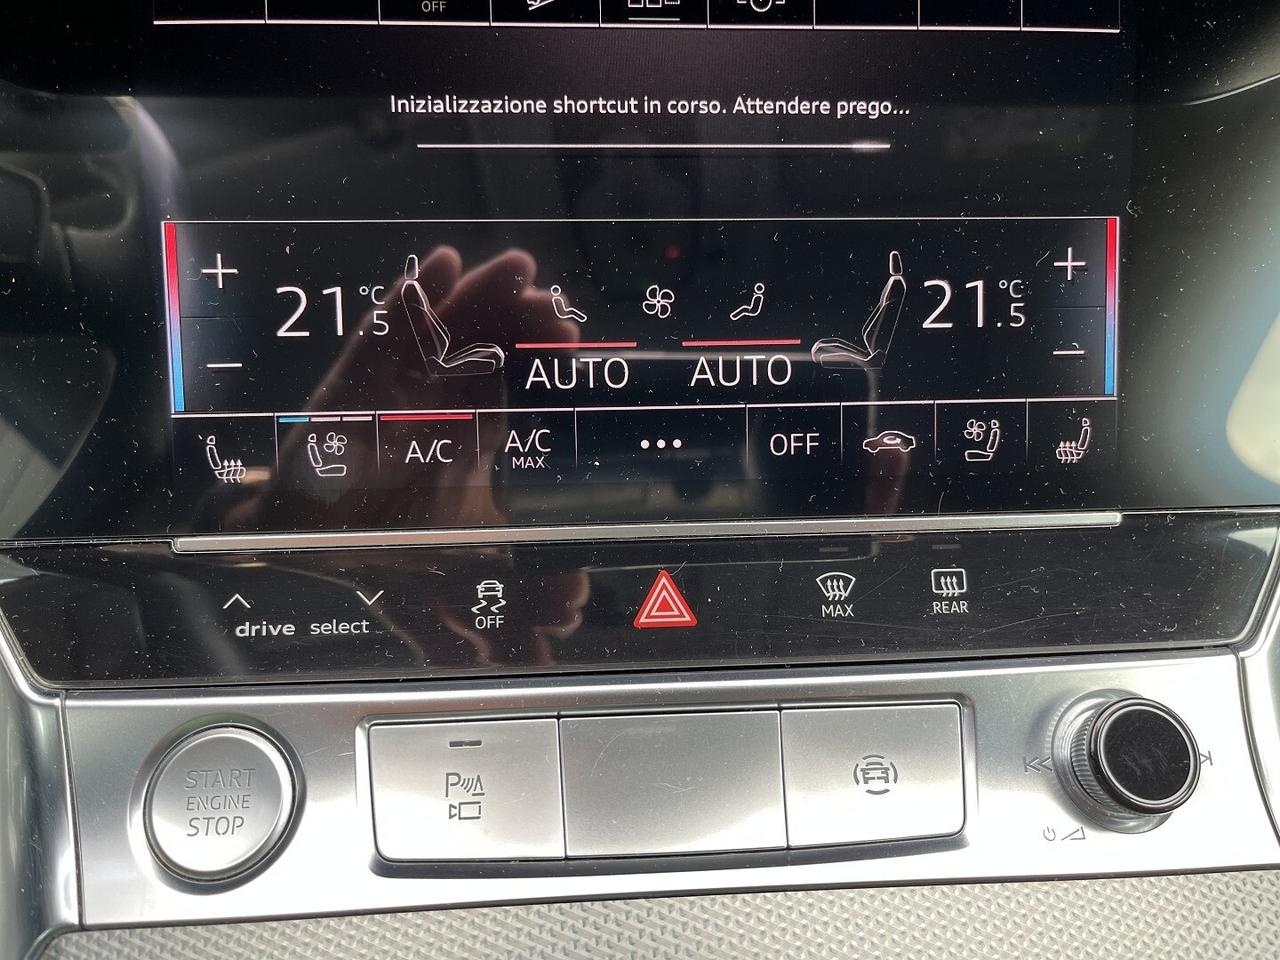 OFF
Inizializzazione shortcut in corso. Attendere prego...
21.5 °C
21.5 °C
AUTO AUTO
A/C
A/C MAX
OFF
drive select
OFF
MAX
REAR
START
ENGINE
STOP
P